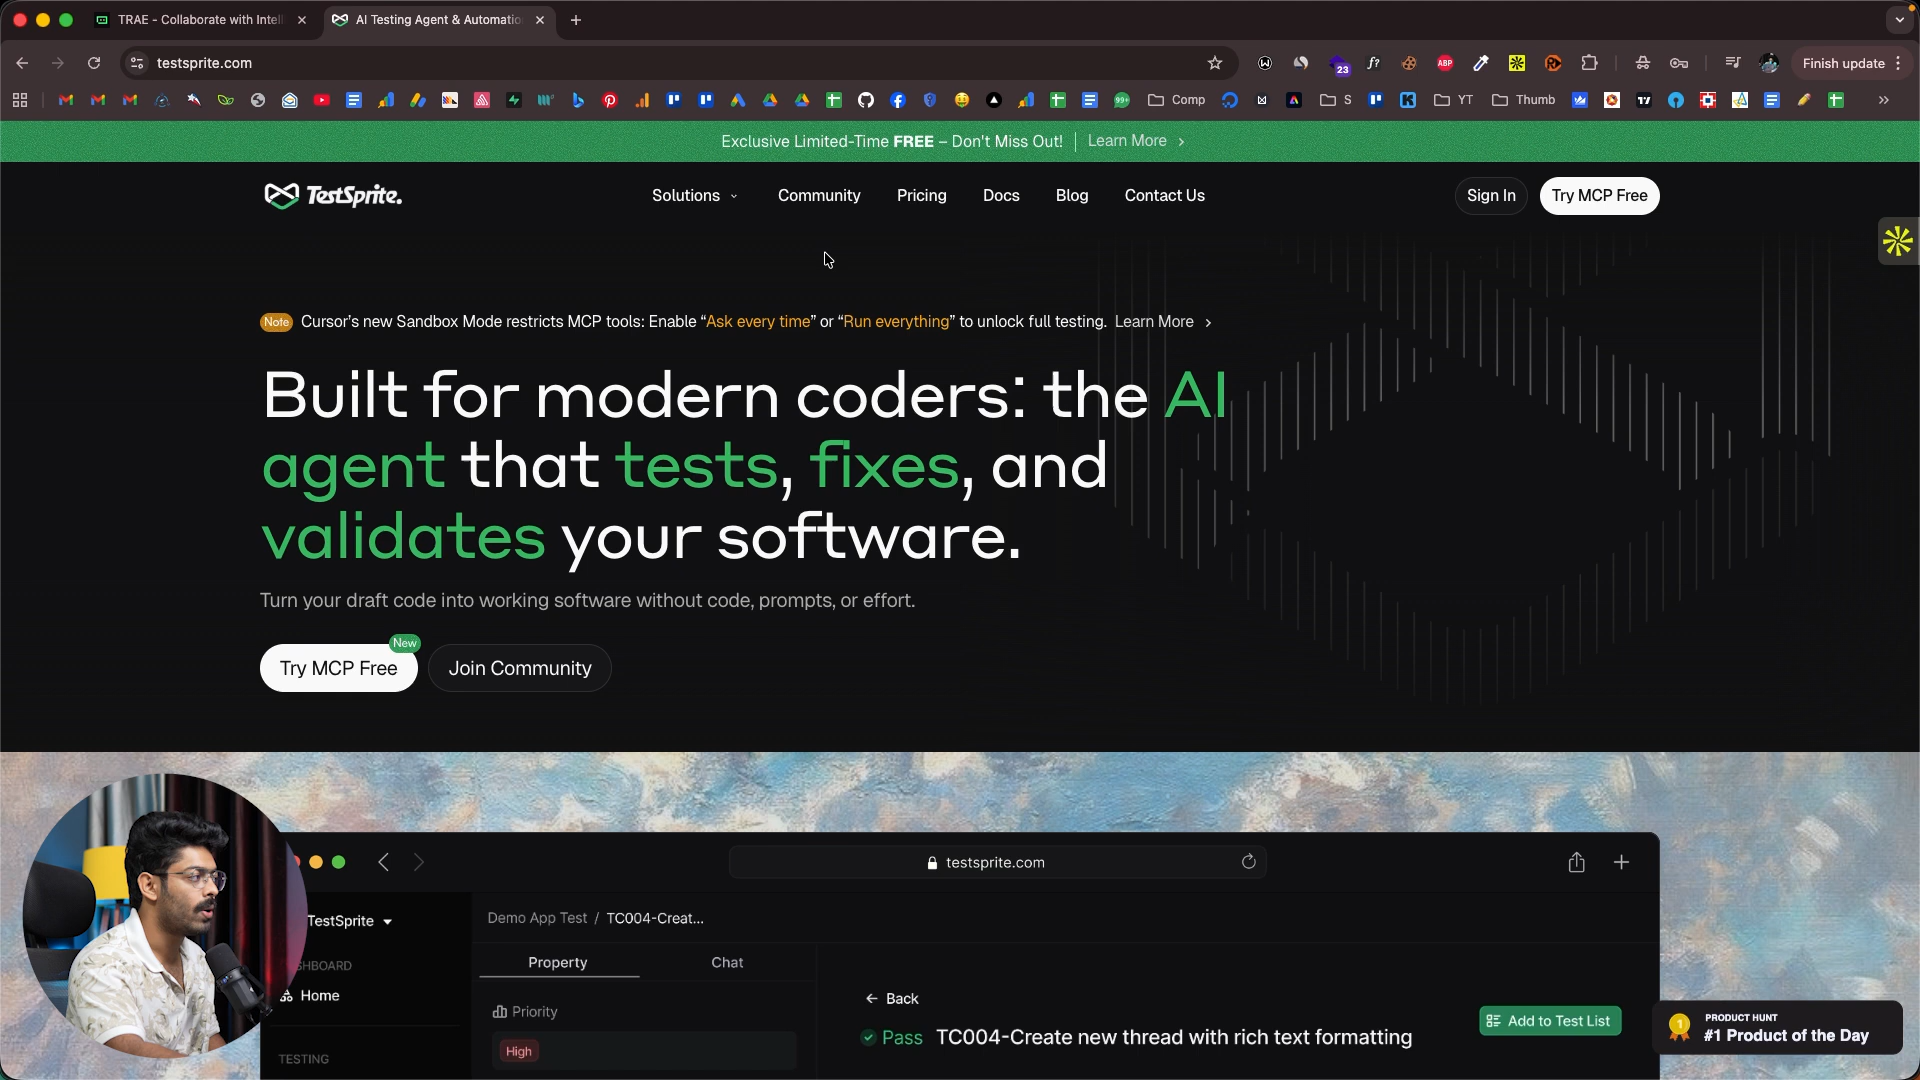 TRAE - Collaborate with Intell
AI Testing Agent & Automatio
testsprite.com
23
f?
ABP
Finish update
99+
Comp
S
YT
Thumb
Exclusive Limited-Time FREE – Don't Miss Out!
Learn More
TestSprite.
Solutions
Community
Pricing
Docs
Blog
Contact Us
Sign In
Try MCP Free
Note
Cursor's new Sandbox Mode restricts MCP tools: Enable “Ask every time” or “Run everything” to unlock full testing. Learn More
Built for modern coders: the AI
agent that tests, fixes, and
validates your software.
Turn your draft code into working software without code, prompts, or effort.
New
Try MCP Free
Join Community
testsprite.com
TestSprite
Demo App Test / TC004-Creat...
SHBOARD
Property
Chat
Home
Back
Priority
Add to Test List
PRODUCT HUNT
#1 Product of the Day
1
Pass TC004-Create new thread with rich text formatting
High
TESTING